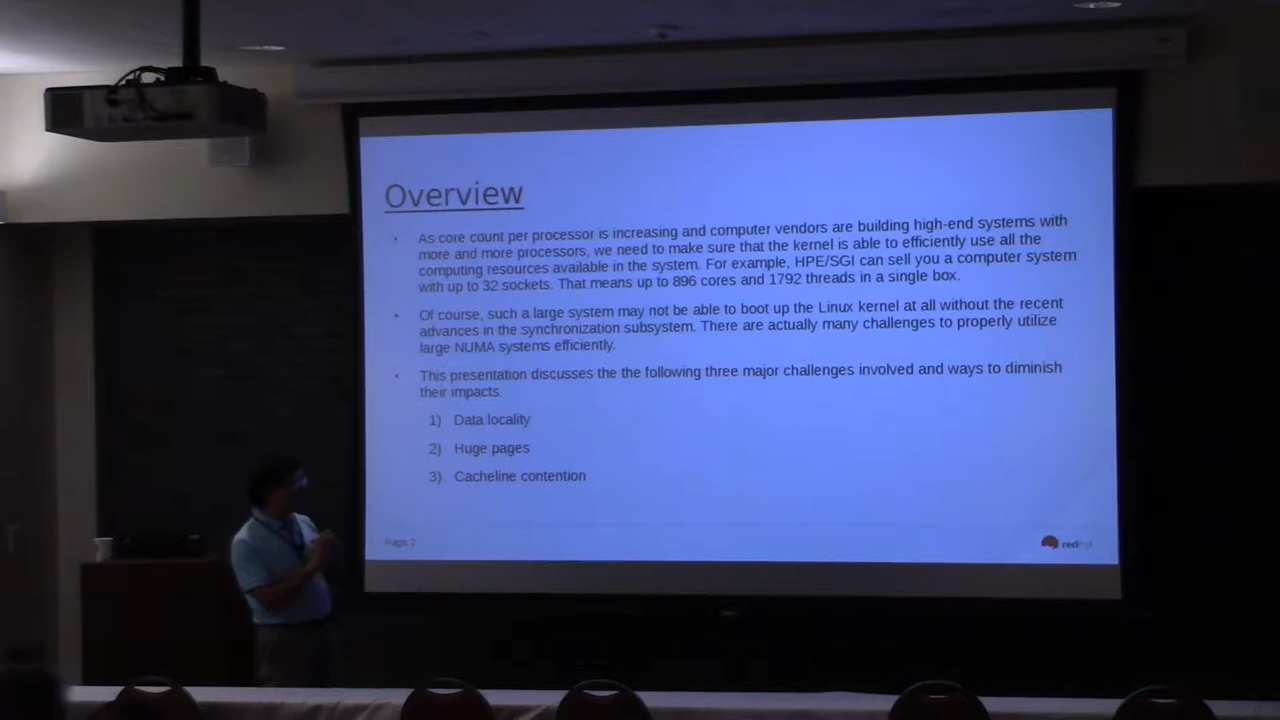 Overview
As core count per processor is increasing and computer vendors are building high-end systems with
more and more processors, we need to make sure that the kernel is able to efficiently use all the
computing resources available in the system. For example, HPE/SGI can sell you a computer system
with up to 32 sockets. That means up to 896 cores and 1792 threads in a single box.
Of course, such a large system may not be able to boot up the Linux kernel at all without the recent
advances in the synchronization subsystem. There are actually many challenges to properly utilize
large NUMA systems efficiently.
This presentation discusses the the following three major challenges involved and ways to diminish
their impacts.
1) Data locality
2) Huge pages
3) Cacheline contention
Page 2
redhat